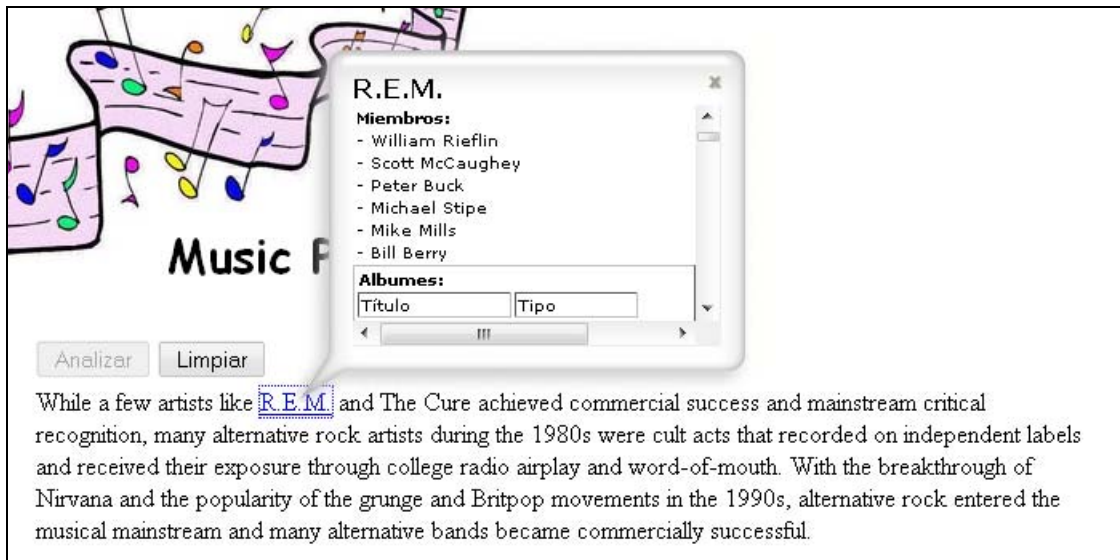 R.E.M.
Miembros:
- William Rieflin
- Scott McCaughey
- Peter Buck
- Michael Stipe
- Mike Mills
- Bill Berry
Albumes:
Título Tipo
Music
Analizar Limpiar
While a few artists like R.E.M. and The Cure achieved commercial success and mainstream critical
recognition, many alternative rock artists during the 1980s were cult acts that recorded on independent labels
and received their exposure through college radio airplay and word-of-mouth. With the breakthrough of
Nirvana and the popularity of the grunge and Britpop movements in the 1990s, alternative rock entered the
musical mainstream and many alternative bands became commercially successful.